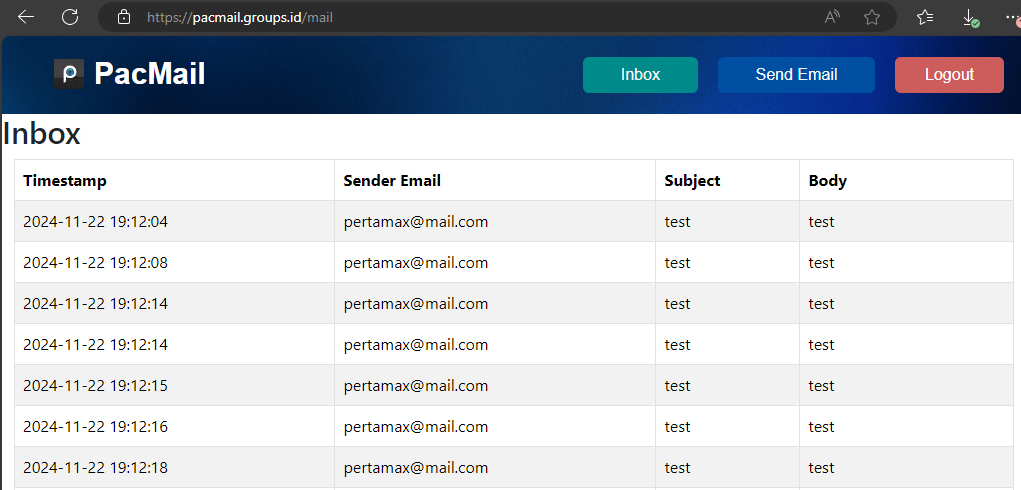 https://pacmail.groups.id/mail
PacMail Inbox Send Email Logout
Inbox
Timestamp Sender Email Subject Body
2024-11-22 19:12:04 pertamax@mail.com test test
2024-11-22 19:12:08 pertamax@mail.com test test
2024-11-22 19:12:14 pertamax@mail.com test test
2024-11-22 19:12:14 pertamax@mail.com test test
2024-11-22 19:12:15 pertamax@mail.com test test
2024-11-22 19:12:16 pertamax@mail.com test test
2024-11-22 19:12:18 pertamax@mail.com test test